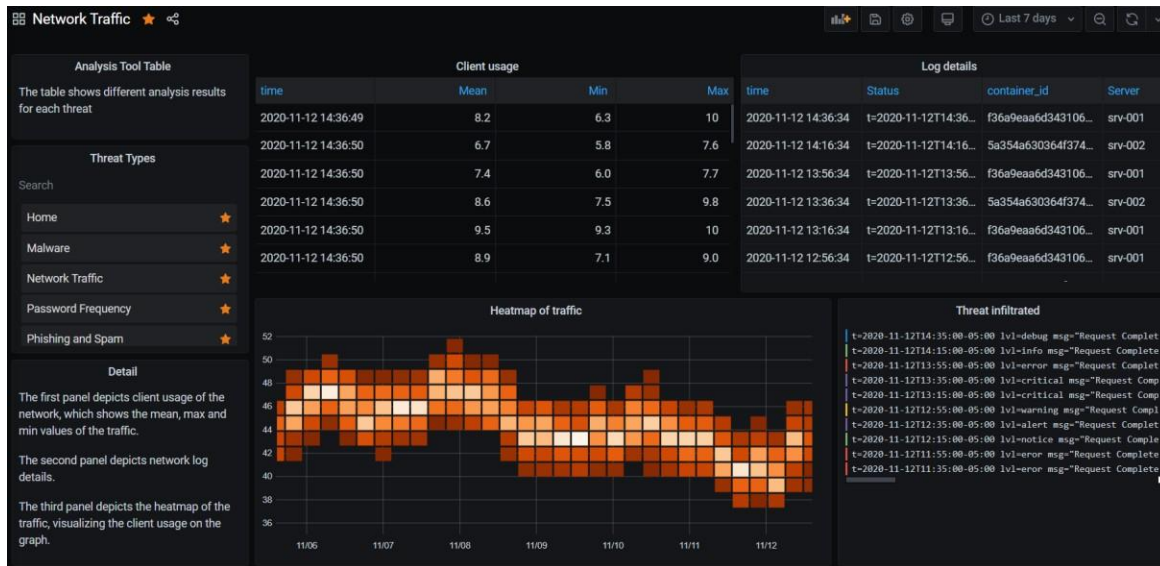 Network Traffic
Last 7 days
Analysis Tool Table
The table shows different analysis results
for each threat
Threat Types
Search
Home
Malware
Network Traffic
Password Frequency
Phishing and Spam
Detail
The first panel depicts client usage of the
network, which shows the mean, max and
min values of the traffic.
The second panel depicts network log
details.
The third panel depicts the heatmap of the
traffic, visualizing the client usage on the
graph.
Client usage
time Mean Min Max
2020-11-12 14:36:49 8.2 6.3 10
2020-11-12 14:36:50 6.7 5.8 7.6
2020-11-12 14:36:50 7.4 6.0 7.7
2020-11-12 14:36:50 8.6 7.5 9.8
2020-11-12 14:36:50 9.5 9.3 10
2020-11-12 14:36:50 8.9 7.1 9.0
Log details
time Status container_id Server
2020-11-12 14:36:34 t=2020-11-12T14:36... f36a9eaa6d343106... srv-001
2020-11-12 14:16:34 t=2020-11-12T14:16... 5a354a630364f374... srv-002
2020-11-12 13:56:34 t=2020-11-12T13:56... f36a9eaa6d343106... srv-001
2020-11-12 13:36:34 t=2020-11-12T13:36... 5a354a630364f374... srv-002
2020-11-12 13:16:34 t=2020-11-12T13:16... f36a9eaa6d343106... srv-001
2020-11-12 12:56:34 t=2020-11-12T12:56... f36a9eaa6d343106... srv-001
Heatmap of traffic
52
50
48
46
44
42
40
38
36
11/06 11/07 11/08 11/09 11/10 11/11 11/12
Threat infiltrated
t=2020-11-12T14:35:00-05:00 lvl=debug msg="Request Complet
t=2020-11-12T14:15:00-05:00 lvl=info msg="Request Complete
t=2020-11-12T13:55:00-05:00 lvl=error msg="Request Complet
t=2020-11-12T13:35:00-05:00 lvl=critical msg="Request Comp
t=2020-11-12T13:15:00-05:00 lvl=critical msg="Request Comp
t=2020-11-12T12:55:00-05:00 lvl=warning msg="Request Compl
t=2020-11-12T12:35:00-05:00 lvl=alert msg="Request Complet
t=2020-11-12T12:15:00-05:00 lvl=notice msg="Request Comple
t=2020-11-12T11:55:00-05:00 lvl=eror msg="Request Complete
t=2020-11-12T11:35:00-05:00 lvl=eror msg="Request Complete